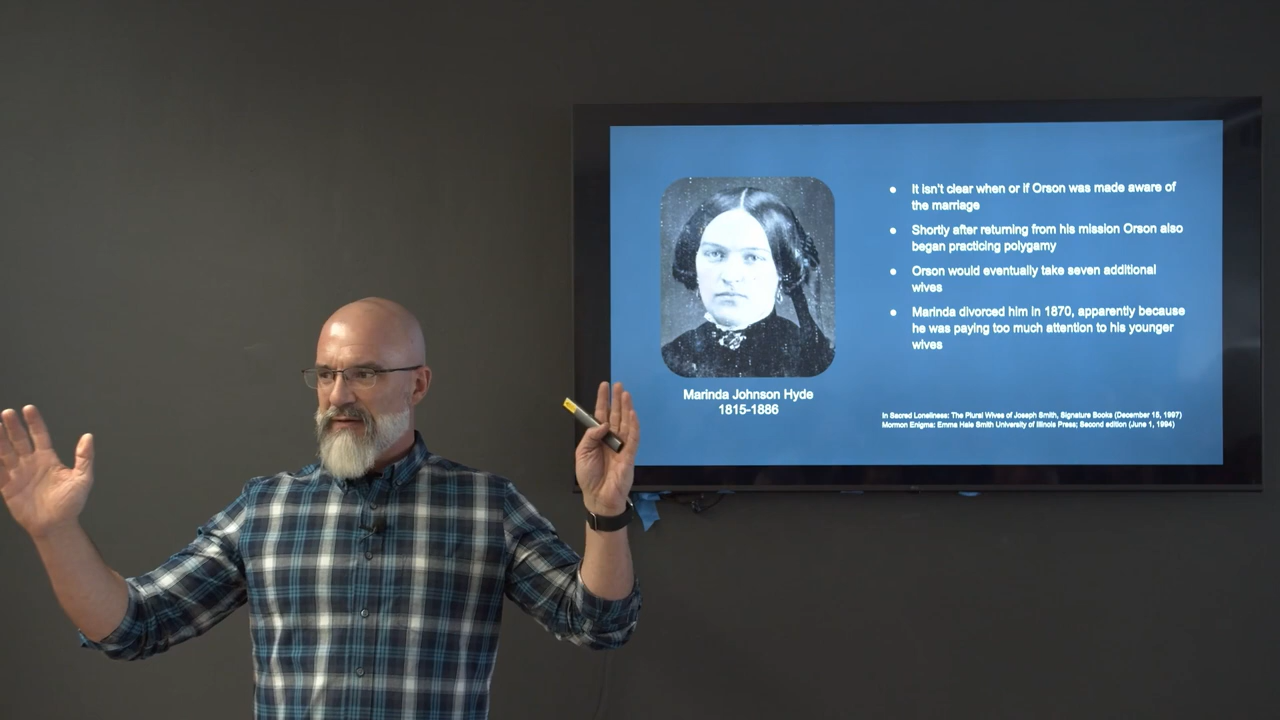 It isn't clear when or if Orson was made aware of
the marriage
Shortly after returning from his mission Orson also
began practicing polygamy
Orson would eventually take seven additional
wives
Marinda divorced him in 1870, apparently because
he was paying too much attention to his younger
wives
Marinda Johnson Hyde
1815-1886
In Sacred Loneliness: The Plural Wives of Joseph Smith, Signature Books (December 15, 1997)
Mormon Enigma: Emma Hale Smith University of Illinois Press; Second edition (June 1, 1994)